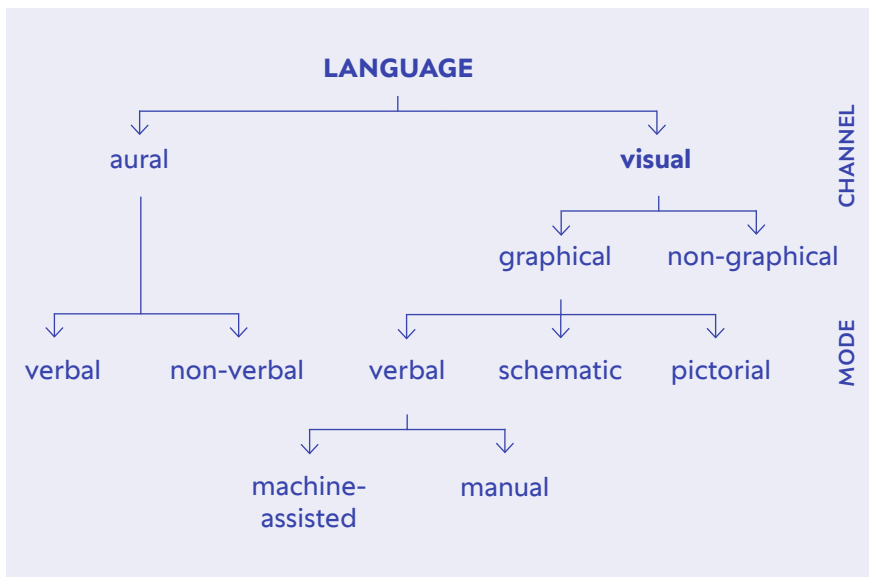 LANGUAGE
aural
visual
CHANNEL
graphical
non-graphical
verbal
non-verbal
verbal
schematic
pictorial
MODE
machine-
assisted
manual